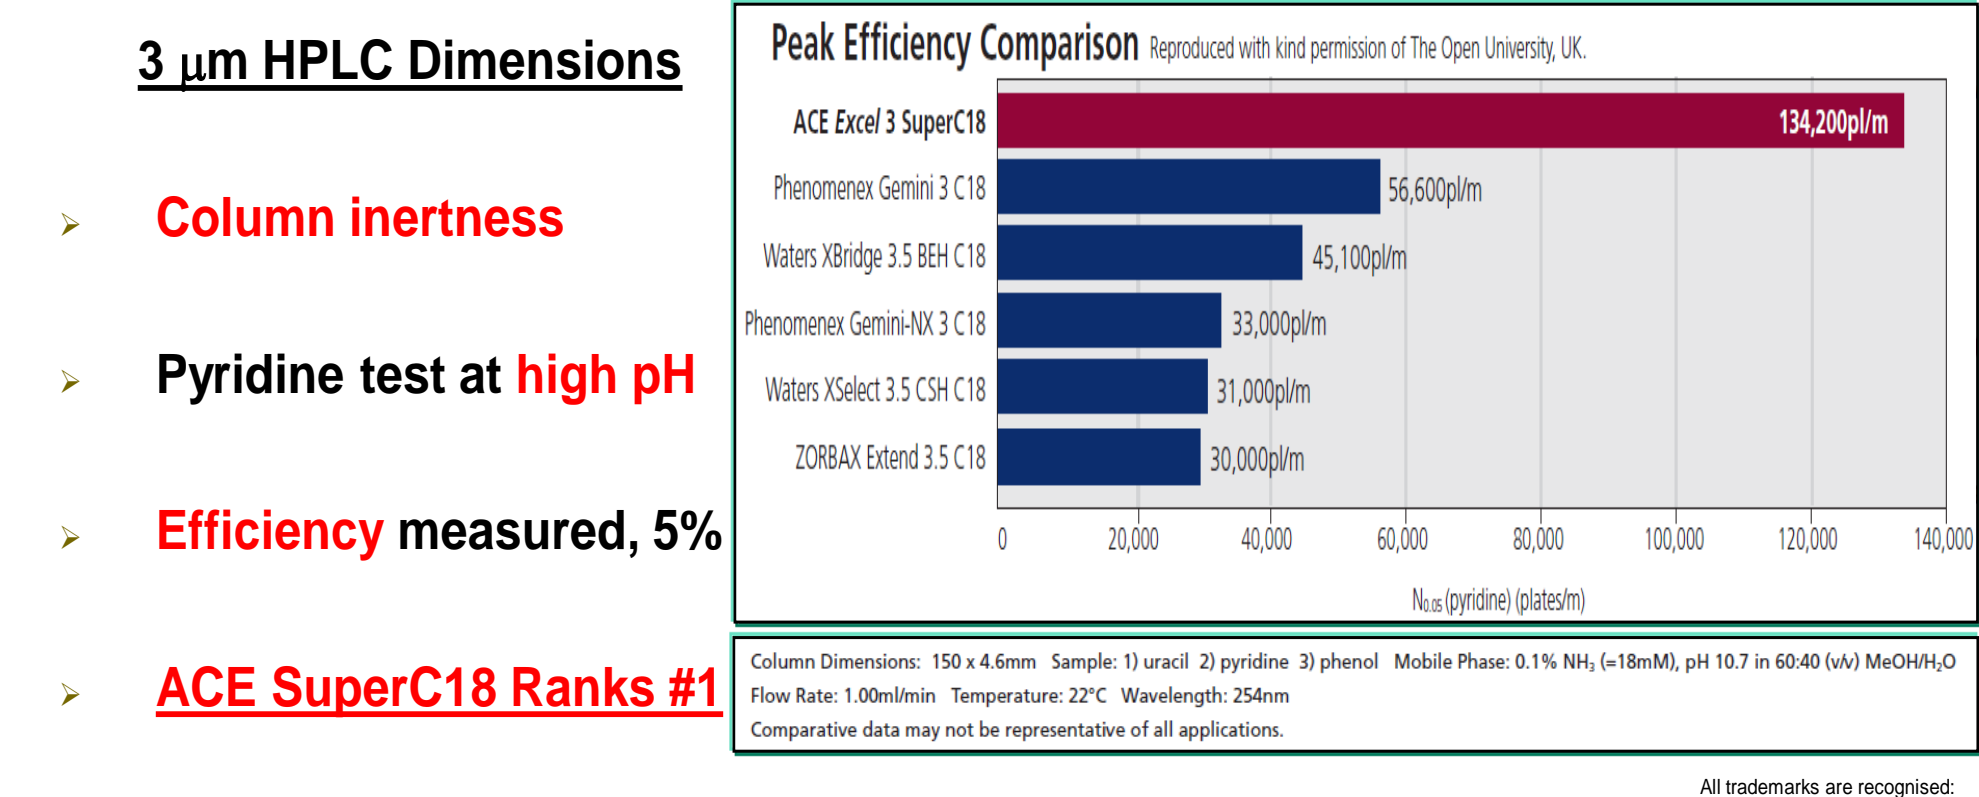 3 μm HPLC Dimensions
Column inertness
Pyridine test at high pH
Efficiency measured, 5%
ACE SuperC18 Ranks #1
Peak Efficiency Comparison Reproduced with kind permission of The Open University, UK.
ACE Excel 3 SuperC18 134,200pl/m
Phenomenex Gemini 3 C18 56,600pl/m
Waters XBridge 3.5 BEH C18 45,100pl/m
Phenomenex Gemini-NX 3 C18 33,000pl/m
Waters XSelect 3.5 CSH C18 31,000pl/m
ZORBAX Extend 3.5 C18 30,000pl/m
0 20,000 40,000 60,000 80,000 100,000 120,000 140,000
N0.05 (pyridine) (plates/m)
Column Dimensions: 150 x 4.6mm Sample: 1) uracil 2) pyridine 3) phenol Mobile Phase: 0.1% NH3 (=18mM), pH 10.7 in 60:40 (v/v) MeOH/H2O
Flow Rate: 1.00ml/min Temperature: 22°C Wavelength: 254nm
Comparative data may not be representative of all applications.
All trademarks are recognised: